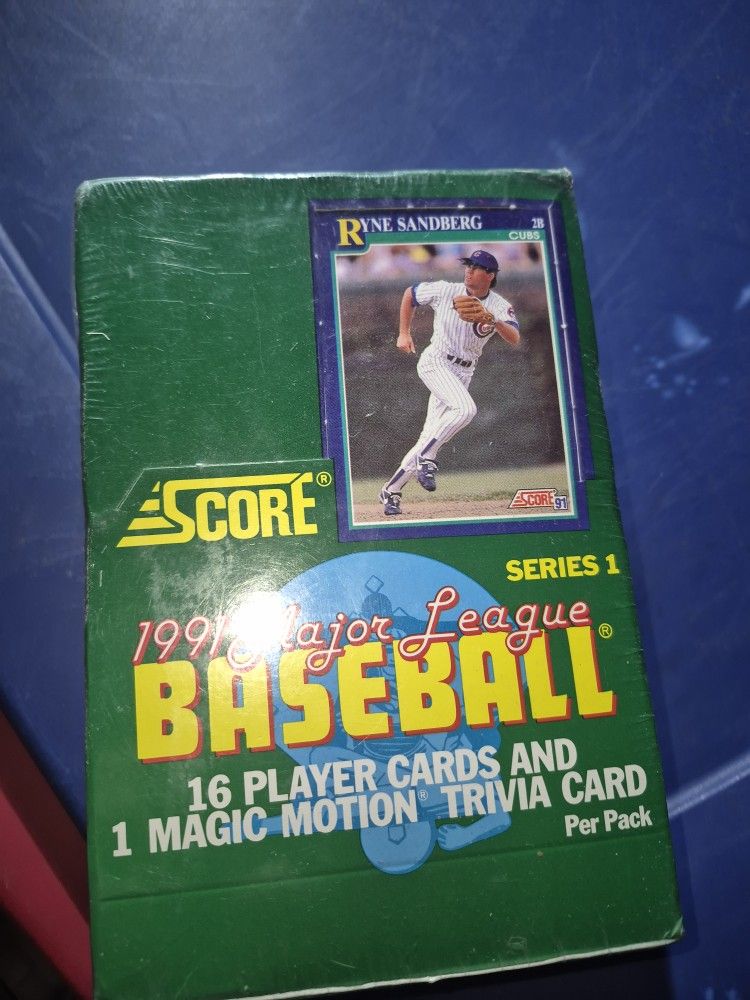 RYNE SANDBERG 2B
CUBS
SCORE 91
SCORE®
SERIES 1
1991 Major League
BASEBALL®
16 PLAYER CARDS AND
1 MAGIC MOTION® TRIVIA CARD
Per Pack